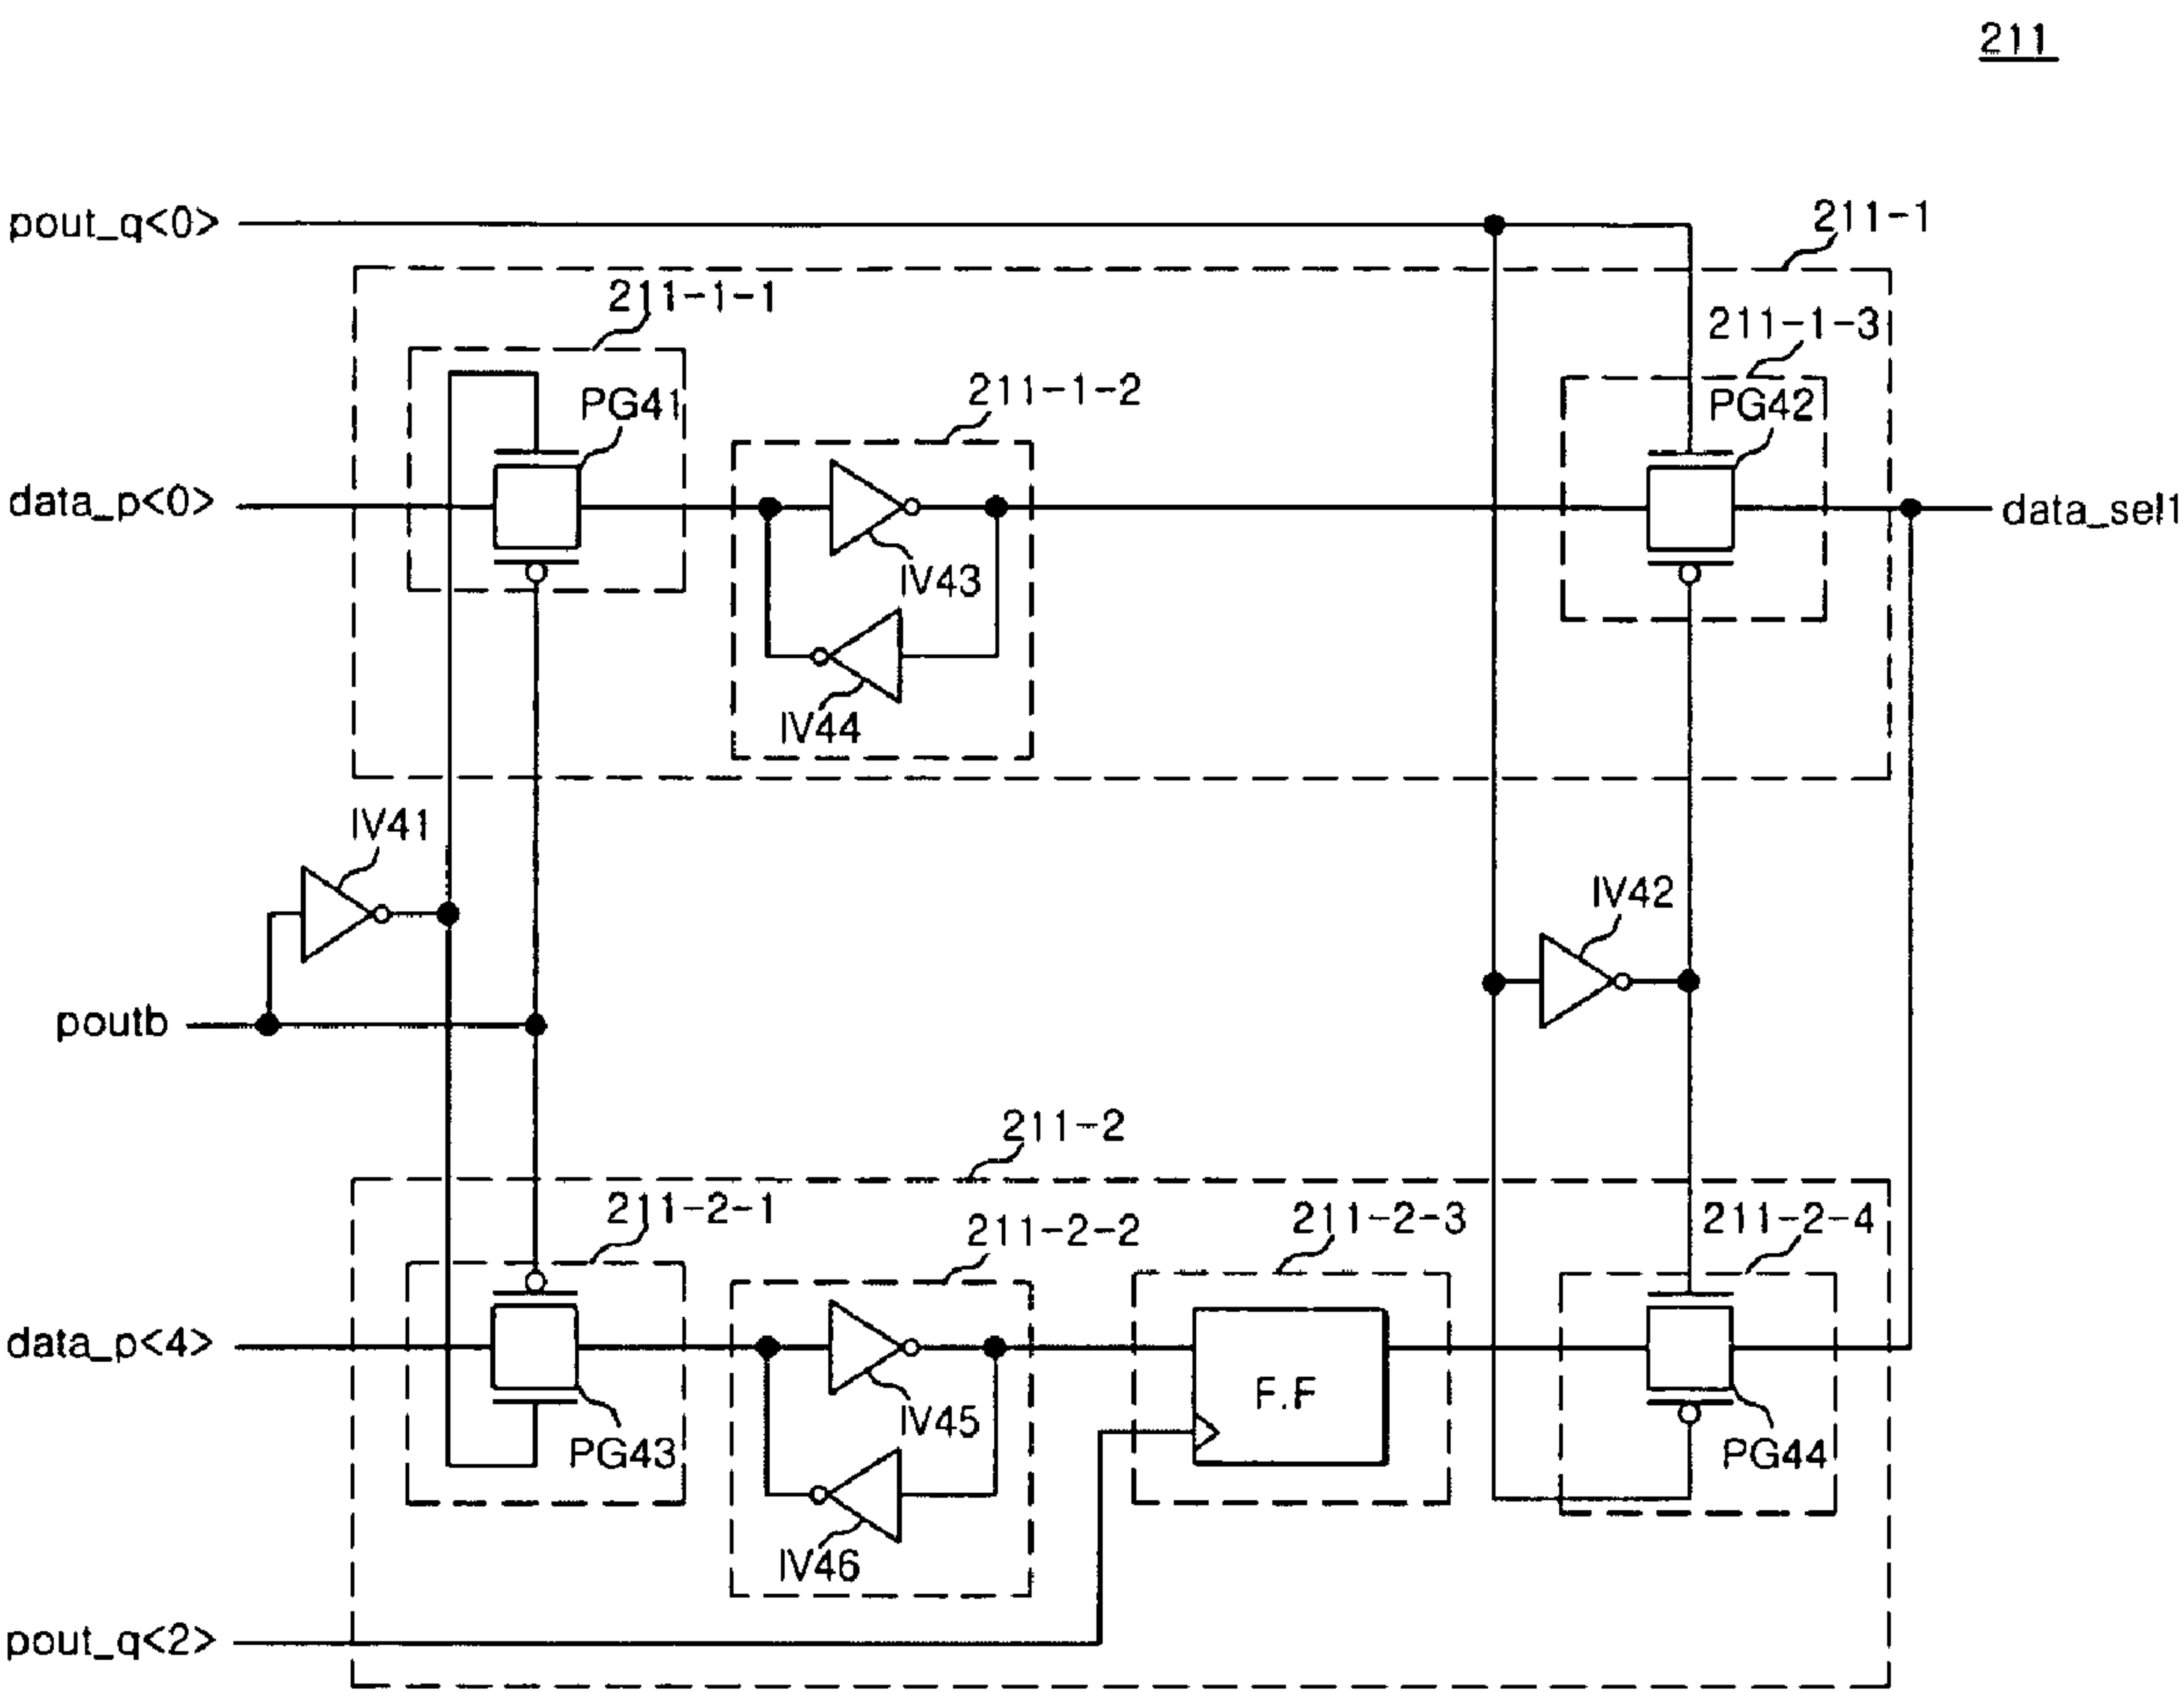 211
pout_q<0>
211-1
211-1-1
211-1-3
PG41
211-1-2
PG42
data_p<0>
data_sel1
IV43
IV44
IV41
IV42
poutb
211-2
211-2-1
211-2-2
211-2-3
211-2-4
data_p<4>
F.F
IV45
PG43
PG44
IV46
pout_q<2>